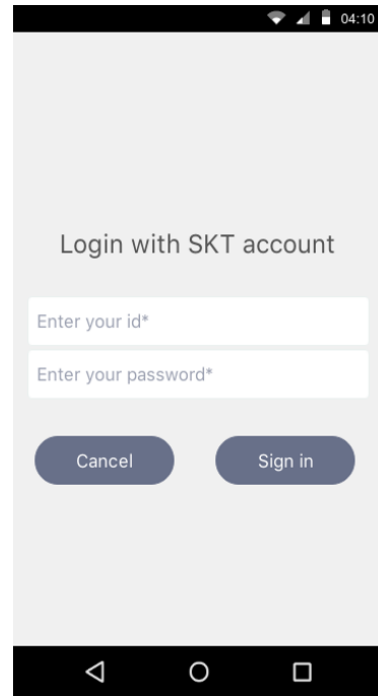 04:10
Login with SKT account
Enter your id*
Enter your password*
Cancel Sign in